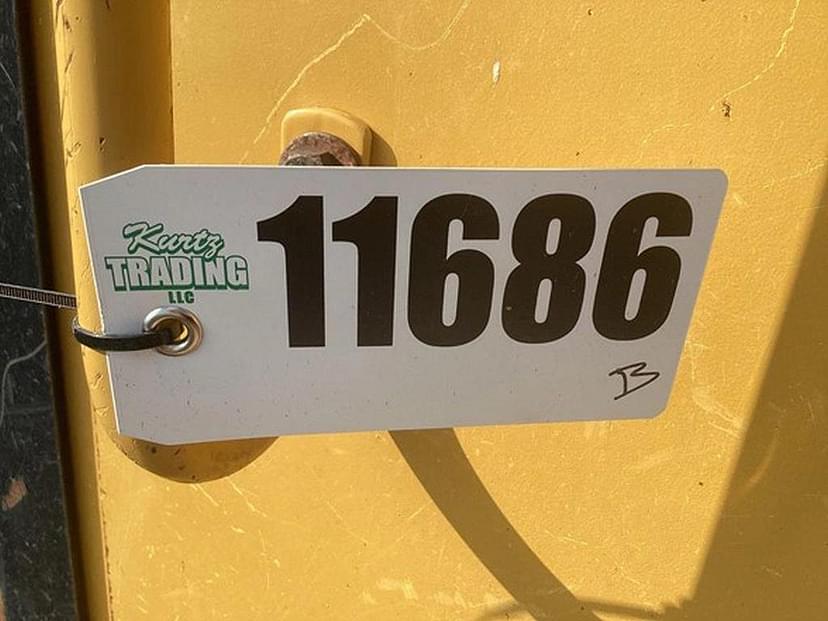 Kurtz
TRADING
LLC
11686
B